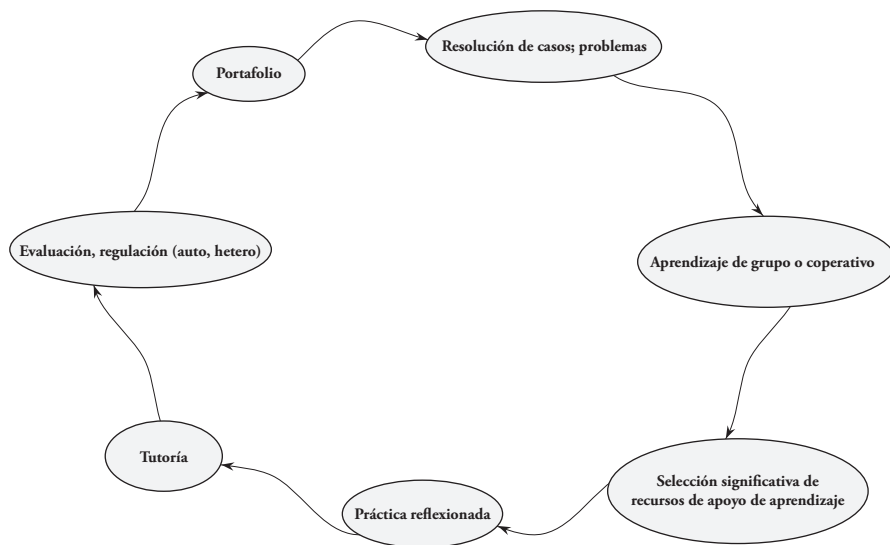 Portafolio
Resolución de casos; problemas
Aprendizaje de grupo o coperativo
Selección significativa de
recursos de apoyo de aprendizaje
Práctica reflexionada
Tutoría
Evaluación, regulación (auto, hetero)